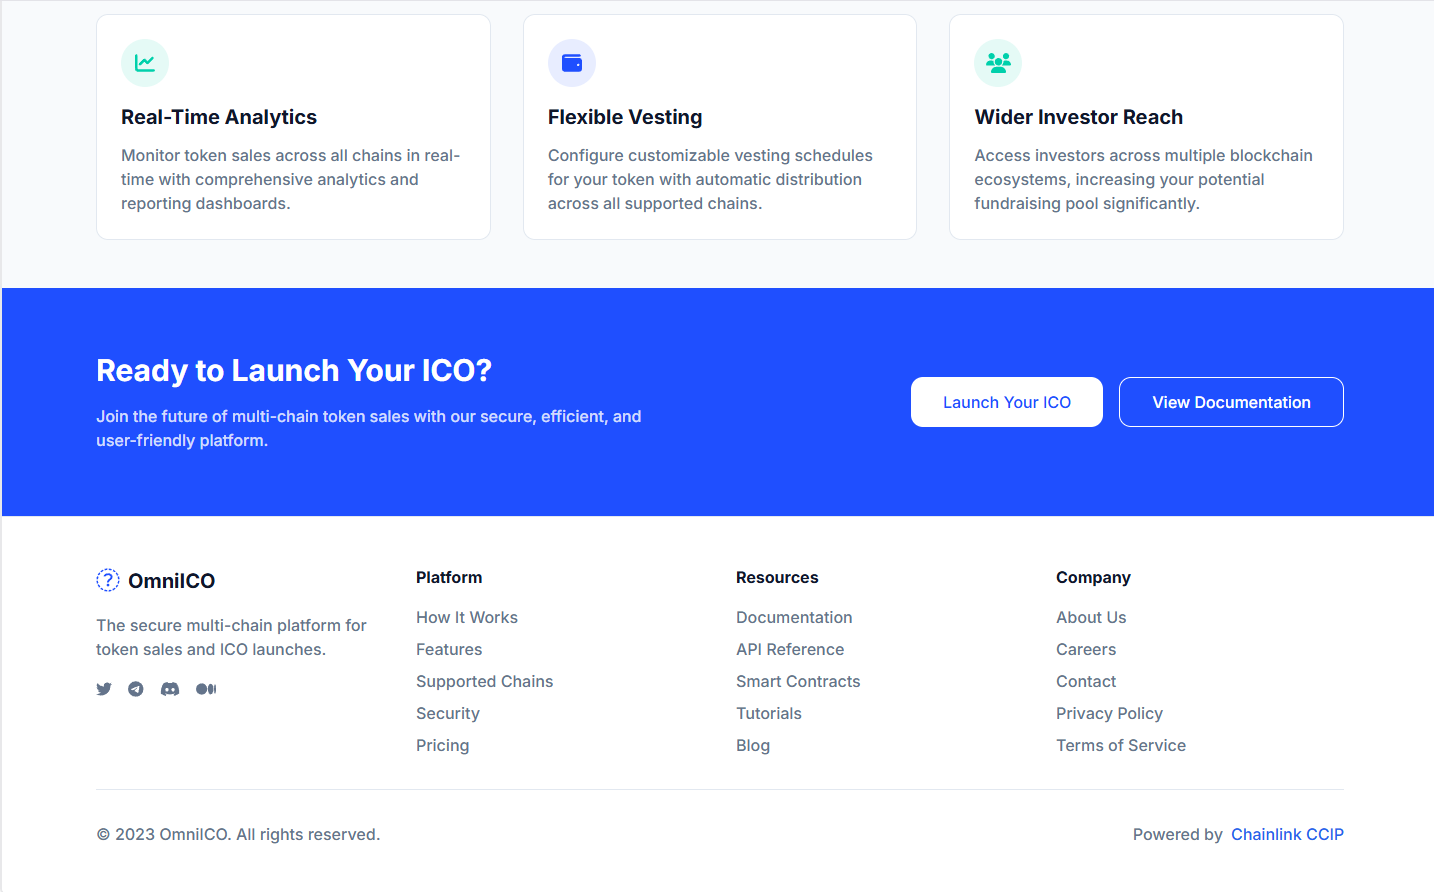 Real-Time Analytics
Monitor token sales across all chains in real-
time with comprehensive analytics and
reporting dashboards.
Flexible Vesting
Configure customizable vesting schedules
for your token with automatic distribution
across all supported chains.
Wider Investor Reach
Access investors across multiple blockchain
ecosystems, increasing your potential
fundraising pool significantly.
Ready to Launch Your ICO?
Join the future of multi-chain token sales with our secure, efficient, and
user-friendly platform.
Launch Your ICO
View Documentation
? OmniICO
The secure multi-chain platform for
token sales and ICO launches.
Platform
How It Works
Features
Supported Chains
Security
Pricing
Resources
Documentation
API Reference
Smart Contracts
Tutorials
Blog
Company
About Us
Careers
Contact
Privacy Policy
Terms of Service
© 2023 OmniICO. All rights reserved.
Powered by Chainlink CCIP